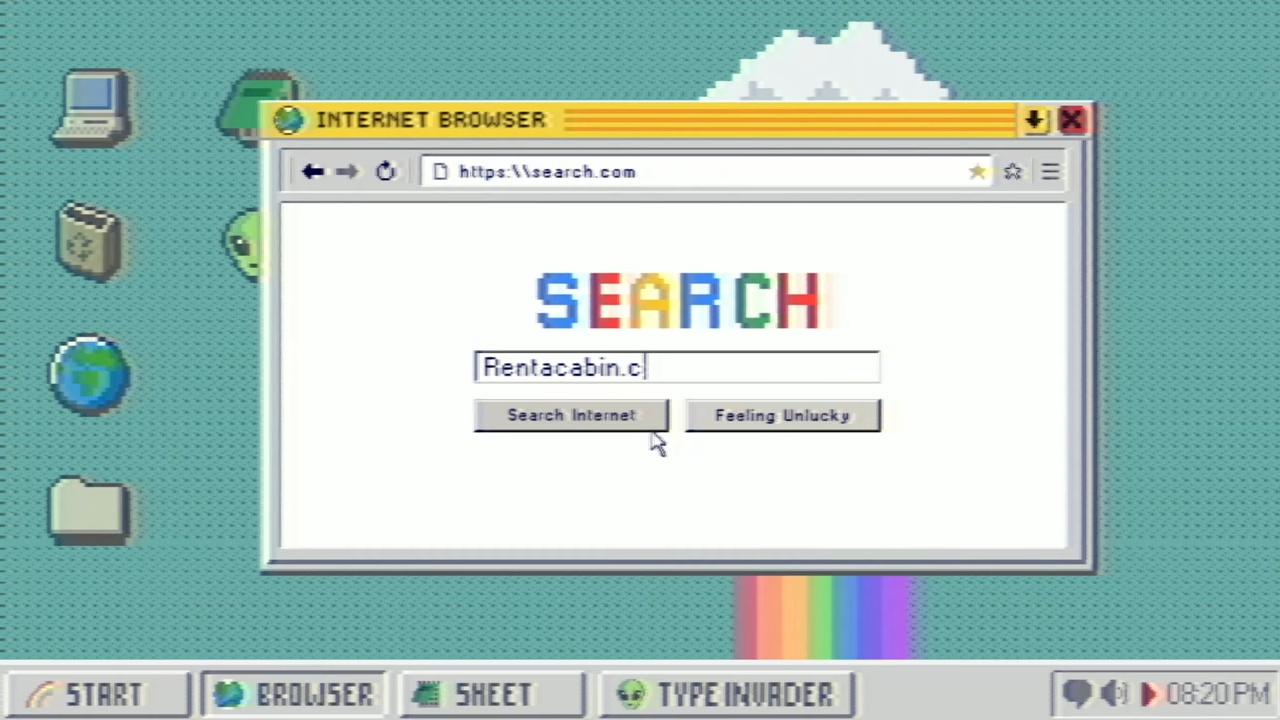 INTERNET BROWSER
https:\\search.com
SEARCH
Rentacabin.c
Search Internet Feeling Unlucky
START BROWSER SHEET TYPE INVADER 08:20 PM